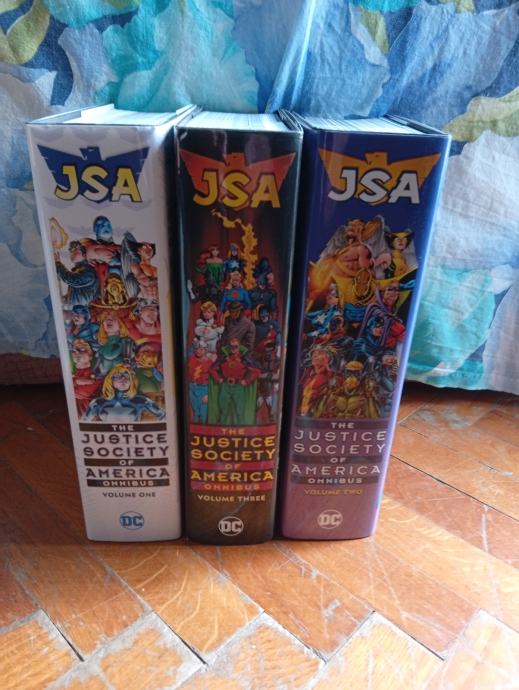 JSA
THE
JUSTICE
SOCIETY
OF
AMERICA
OMNIBUS
VOLUME ONE
DC
JSA
THE
JUSTICE
SOCIETY
OF
AMERICA
OMNIBUS
VOLUME THREE
DC
JSA
THE
JUSTICE
SOCIETY
OF
AMERICA
OMNIBUS
VOLUME TWO
DC